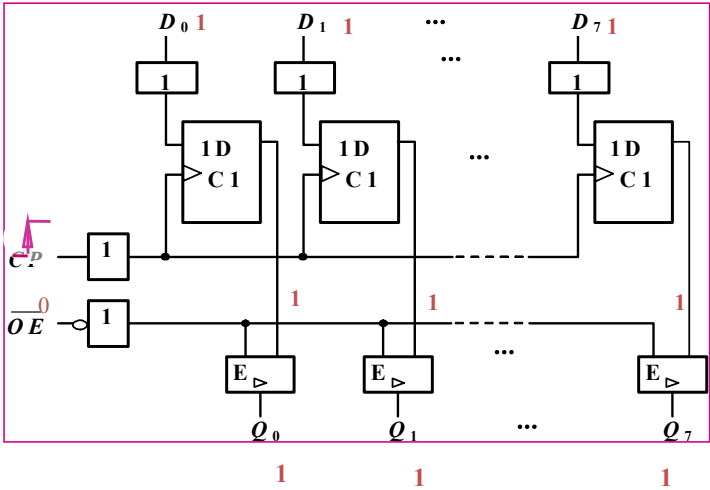 D0 1 D1 1 ... D7 1
...
1 1 1
1D 1D ... 1D
C1 C1 C1
CP 1
1 1 1
0
O̅E̅ 1
...
E E E
Q0 Q1 ... Q7
1 1 1